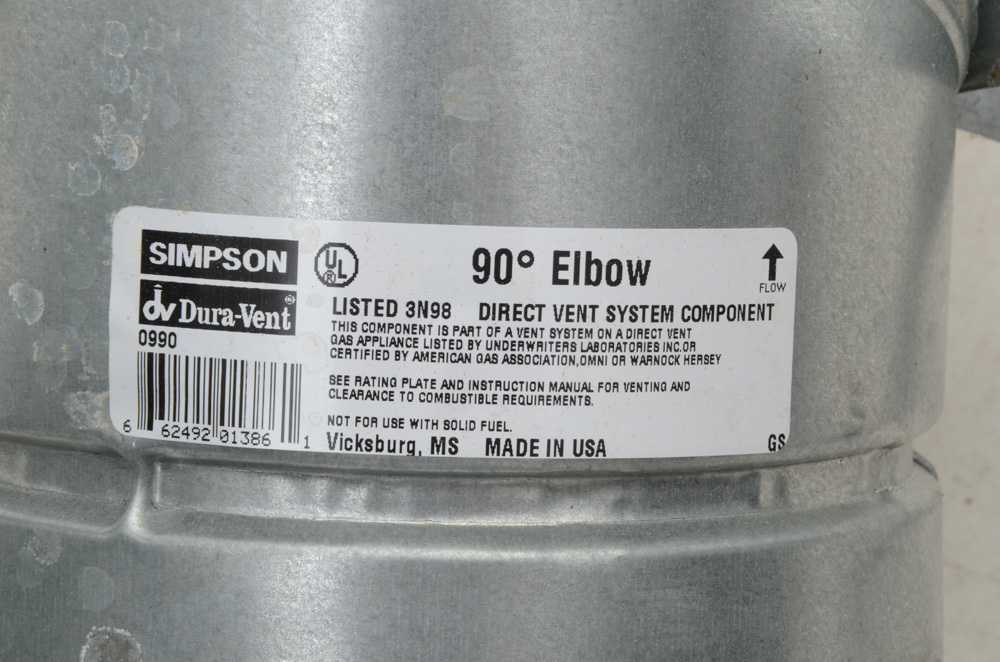 SIMPSON
Dura-Vent®
0990
6 62492 01386 1
UL®
90° Elbow
FLOW
LISTED 3N98 DIRECT VENT SYSTEM COMPONENT
THIS COMPONENT IS PART OF A VENT SYSTEM ON A DIRECT VENT
GAS APPLIANCE LISTED BY UNDERWRITERS LABORATORIES INC.OR
CERTIFIED BY AMERICAN GAS ASSOCIATION,OMNI OR WARNOCK HERSEY
SEE RATING PLATE AND INSTRUCTION MANUAL FOR VENTING AND
CLEARANCE TO COMBUSTIBLE REQUIREMENTS.
NOT FOR USE WITH SOLID FUEL.
Vicksburg, MS MADE IN USA GS